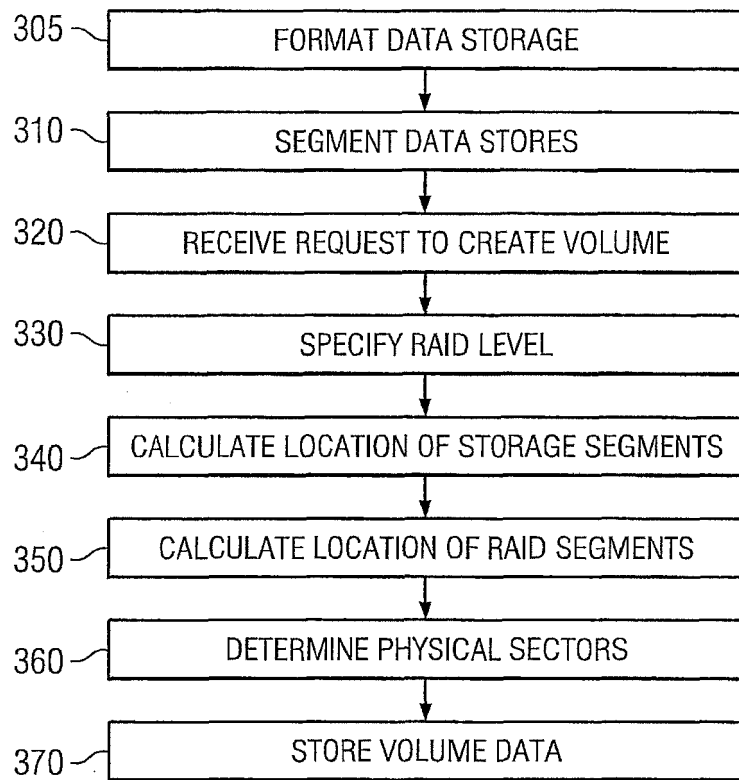 305 FORMAT DATA STORAGE
310 SEGMENT DATA STORES
320 RECEIVE REQUEST TO CREATE VOLUME
330 SPECIFY RAID LEVEL
340 CALCULATE LOCATION OF STORAGE SEGMENTS
350 CALCULATE LOCATION OF RAID SEGMENTS
360 DETERMINE PHYSICAL SECTORS
370 STORE VOLUME DATA